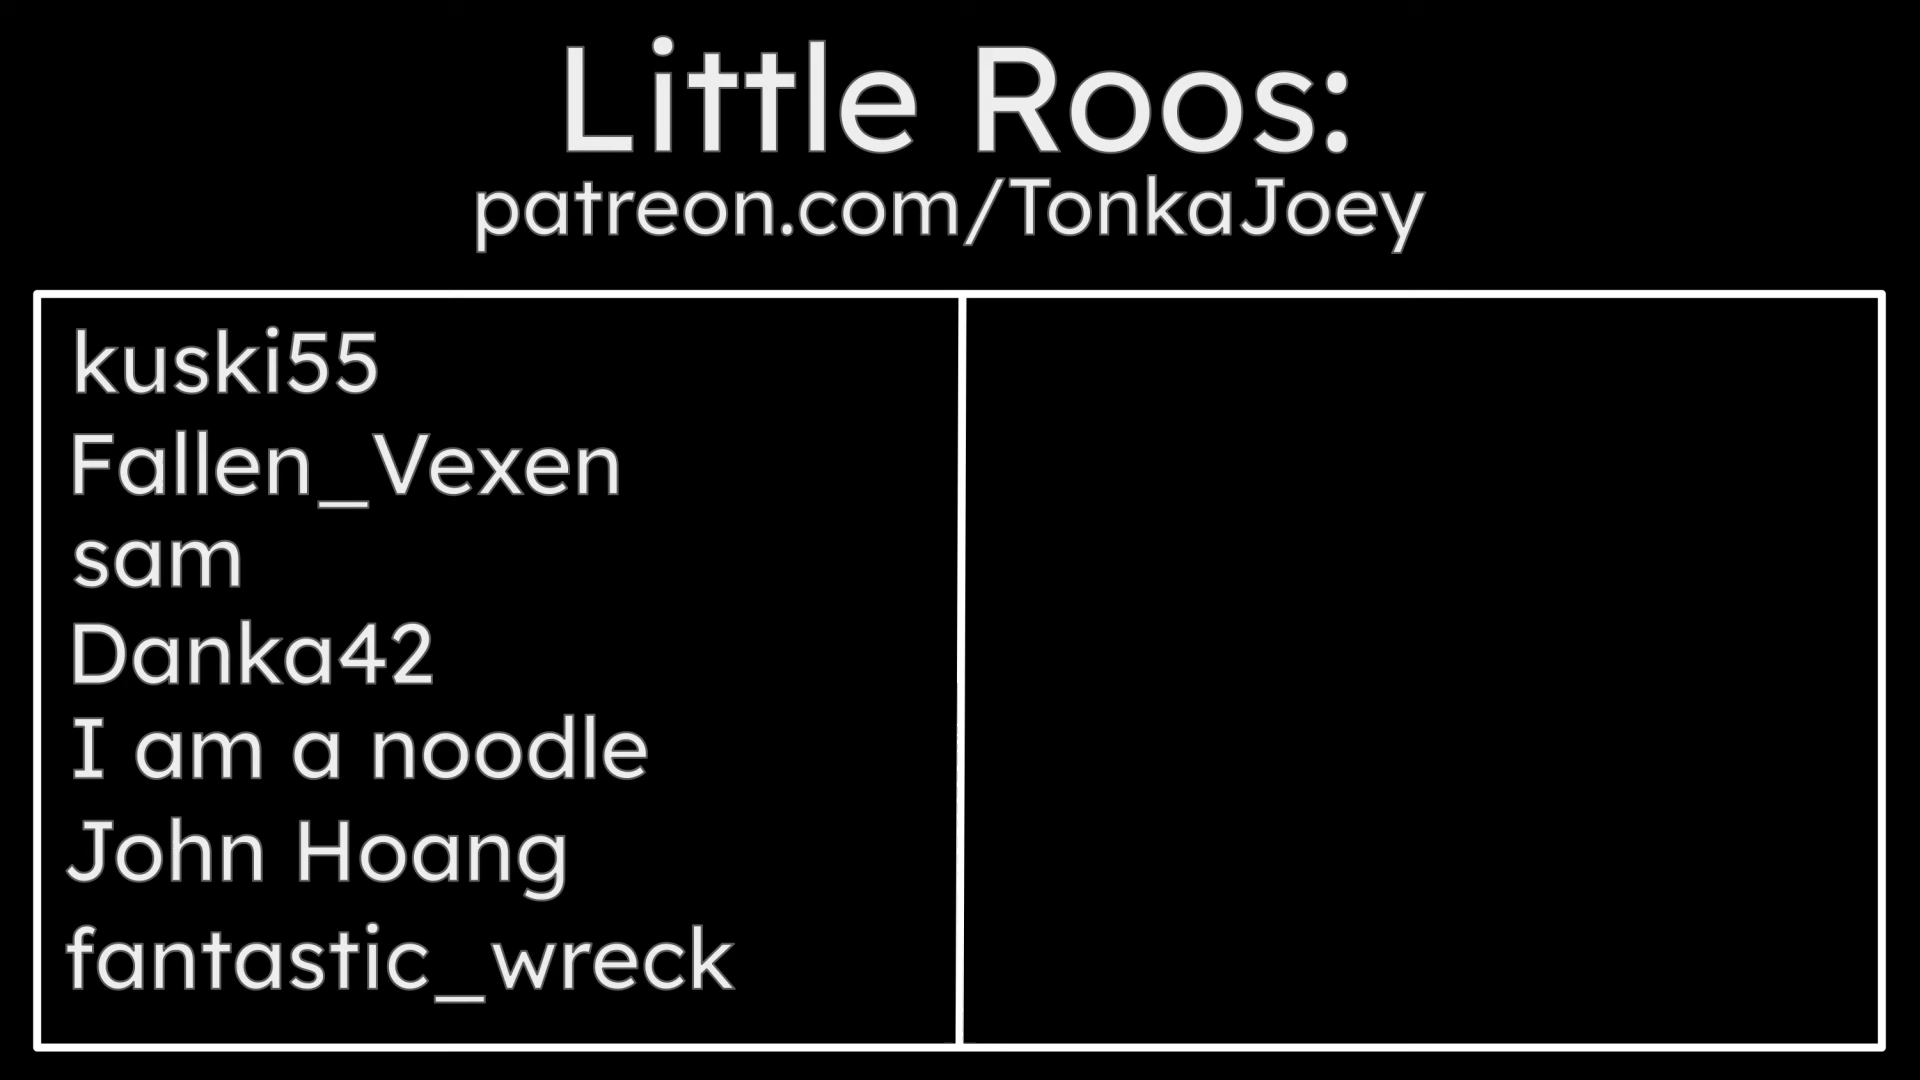 Little Roos:
patreon.com/TonkaJoey
kuski55
Fallen_Vexen
sam
Danka42
I am a noodle
John Hoang
fantastic_wreck